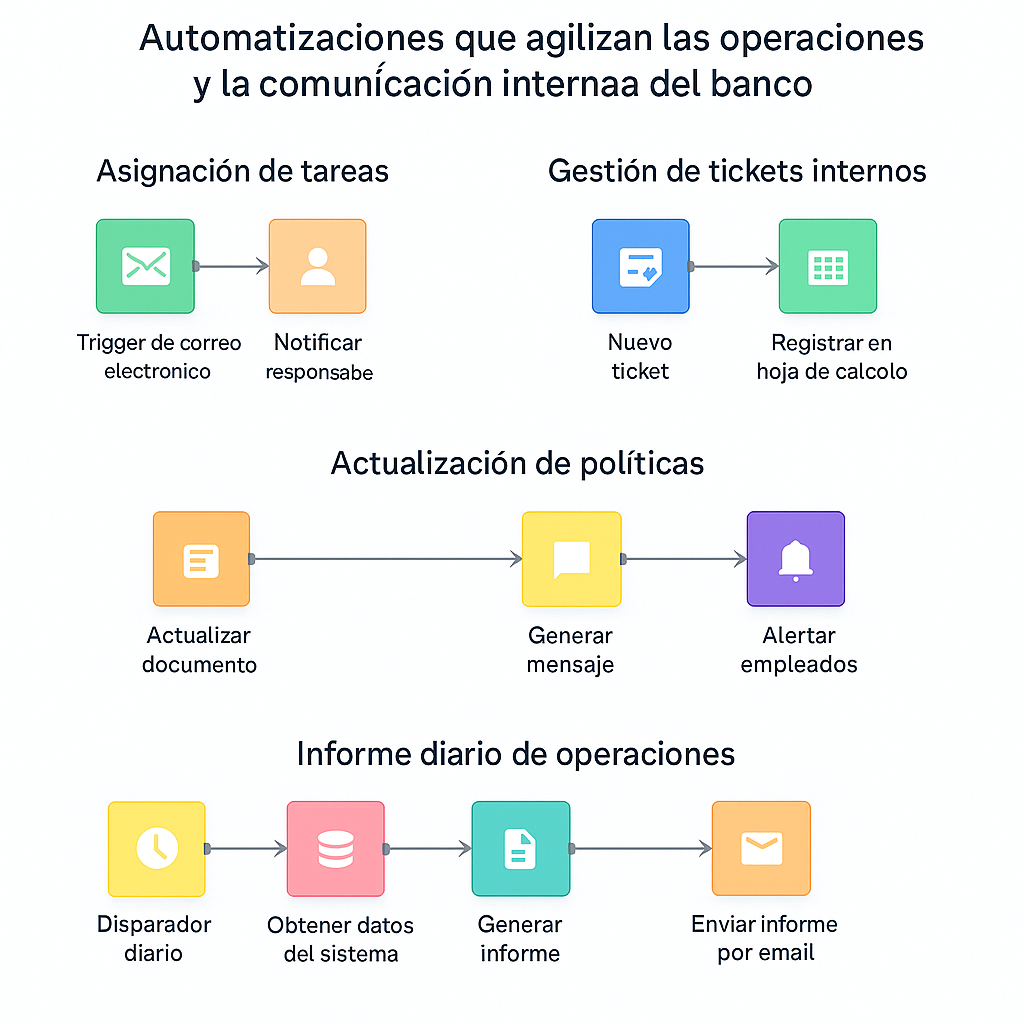 Automatizaciones que agilizan las operaciones
y la comuní́cación internaa del banco
Asignación de tareas
Gestión de tickets internos
Trigger de correo
electronico
Notificar
responsabe
Nuevo
ticket
Registrar en
hoja de calcolo
Actualización de políticas
Actualizar
documento
Generar
mensaje
Alertar
empleados
Informe diario de operaciones
Disparador
diario
Obtener datos
del sistema
Generar
informe
Enviar informe
por email